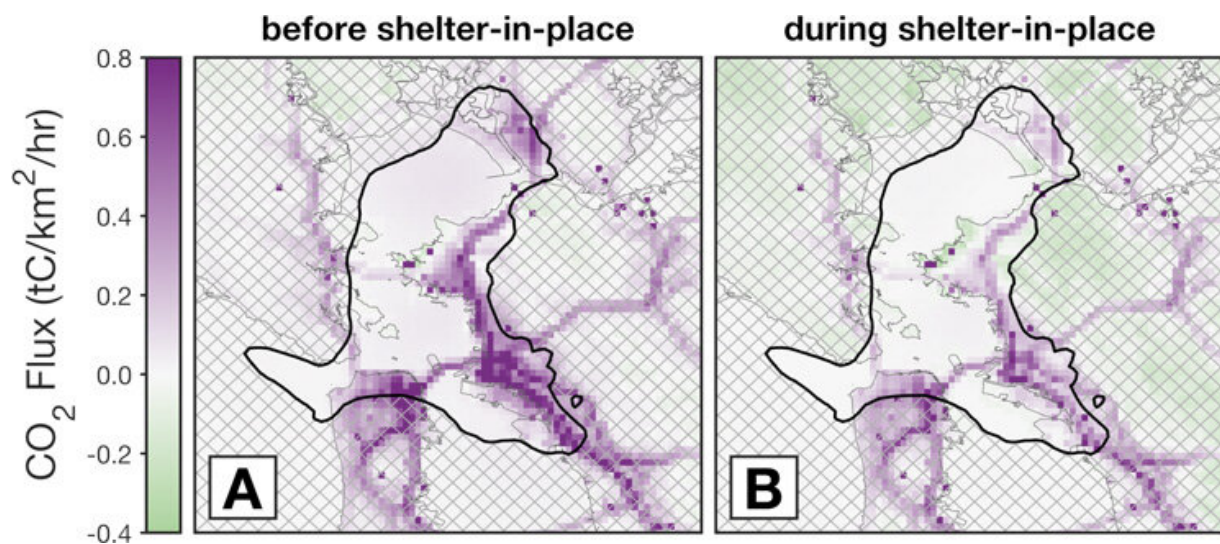 before shelter-in-place
during shelter-in-place
CO2 Flux (tC/km²/hr)
0.8
0.6
0.4
0.2
0.0
-0.2
-0.4
A
B